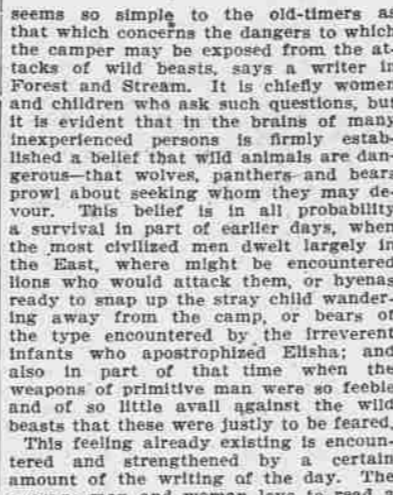 seems so simple to the old-timers as
that which concerns the dangers to which
the camper may be exposed from the at-
tacks of wild beasts, says a writer in
Forest and Stream. It is chiefly women
and children who ask such questions, but
it is evident that in the brains of many
inexperienced persons is firmly estab-
lished a belief that wild animals are dan-
gerous—that wolves, panthers and bears
prowl about seeking whom they may de-
vour. This belief is in all probability
a survival in part of earlier days, when
the most civilized men dwelt largely in
the East, where might be encountered
lions who would attack them, or hyenas
ready to snap up the stray child wander-
ing away from the camp, or bears of
the type encountered by the irreverent
infants who apostrophized Elisha; and
also in part of that time when the
weapons of primitive man were so feeble
and of so little avail against the wild
beasts that these were justly to be feared.
This feeling already existing is encoun-
tered and strengthened by a certain
amount of the writing of the day. The
man and woman love to read a